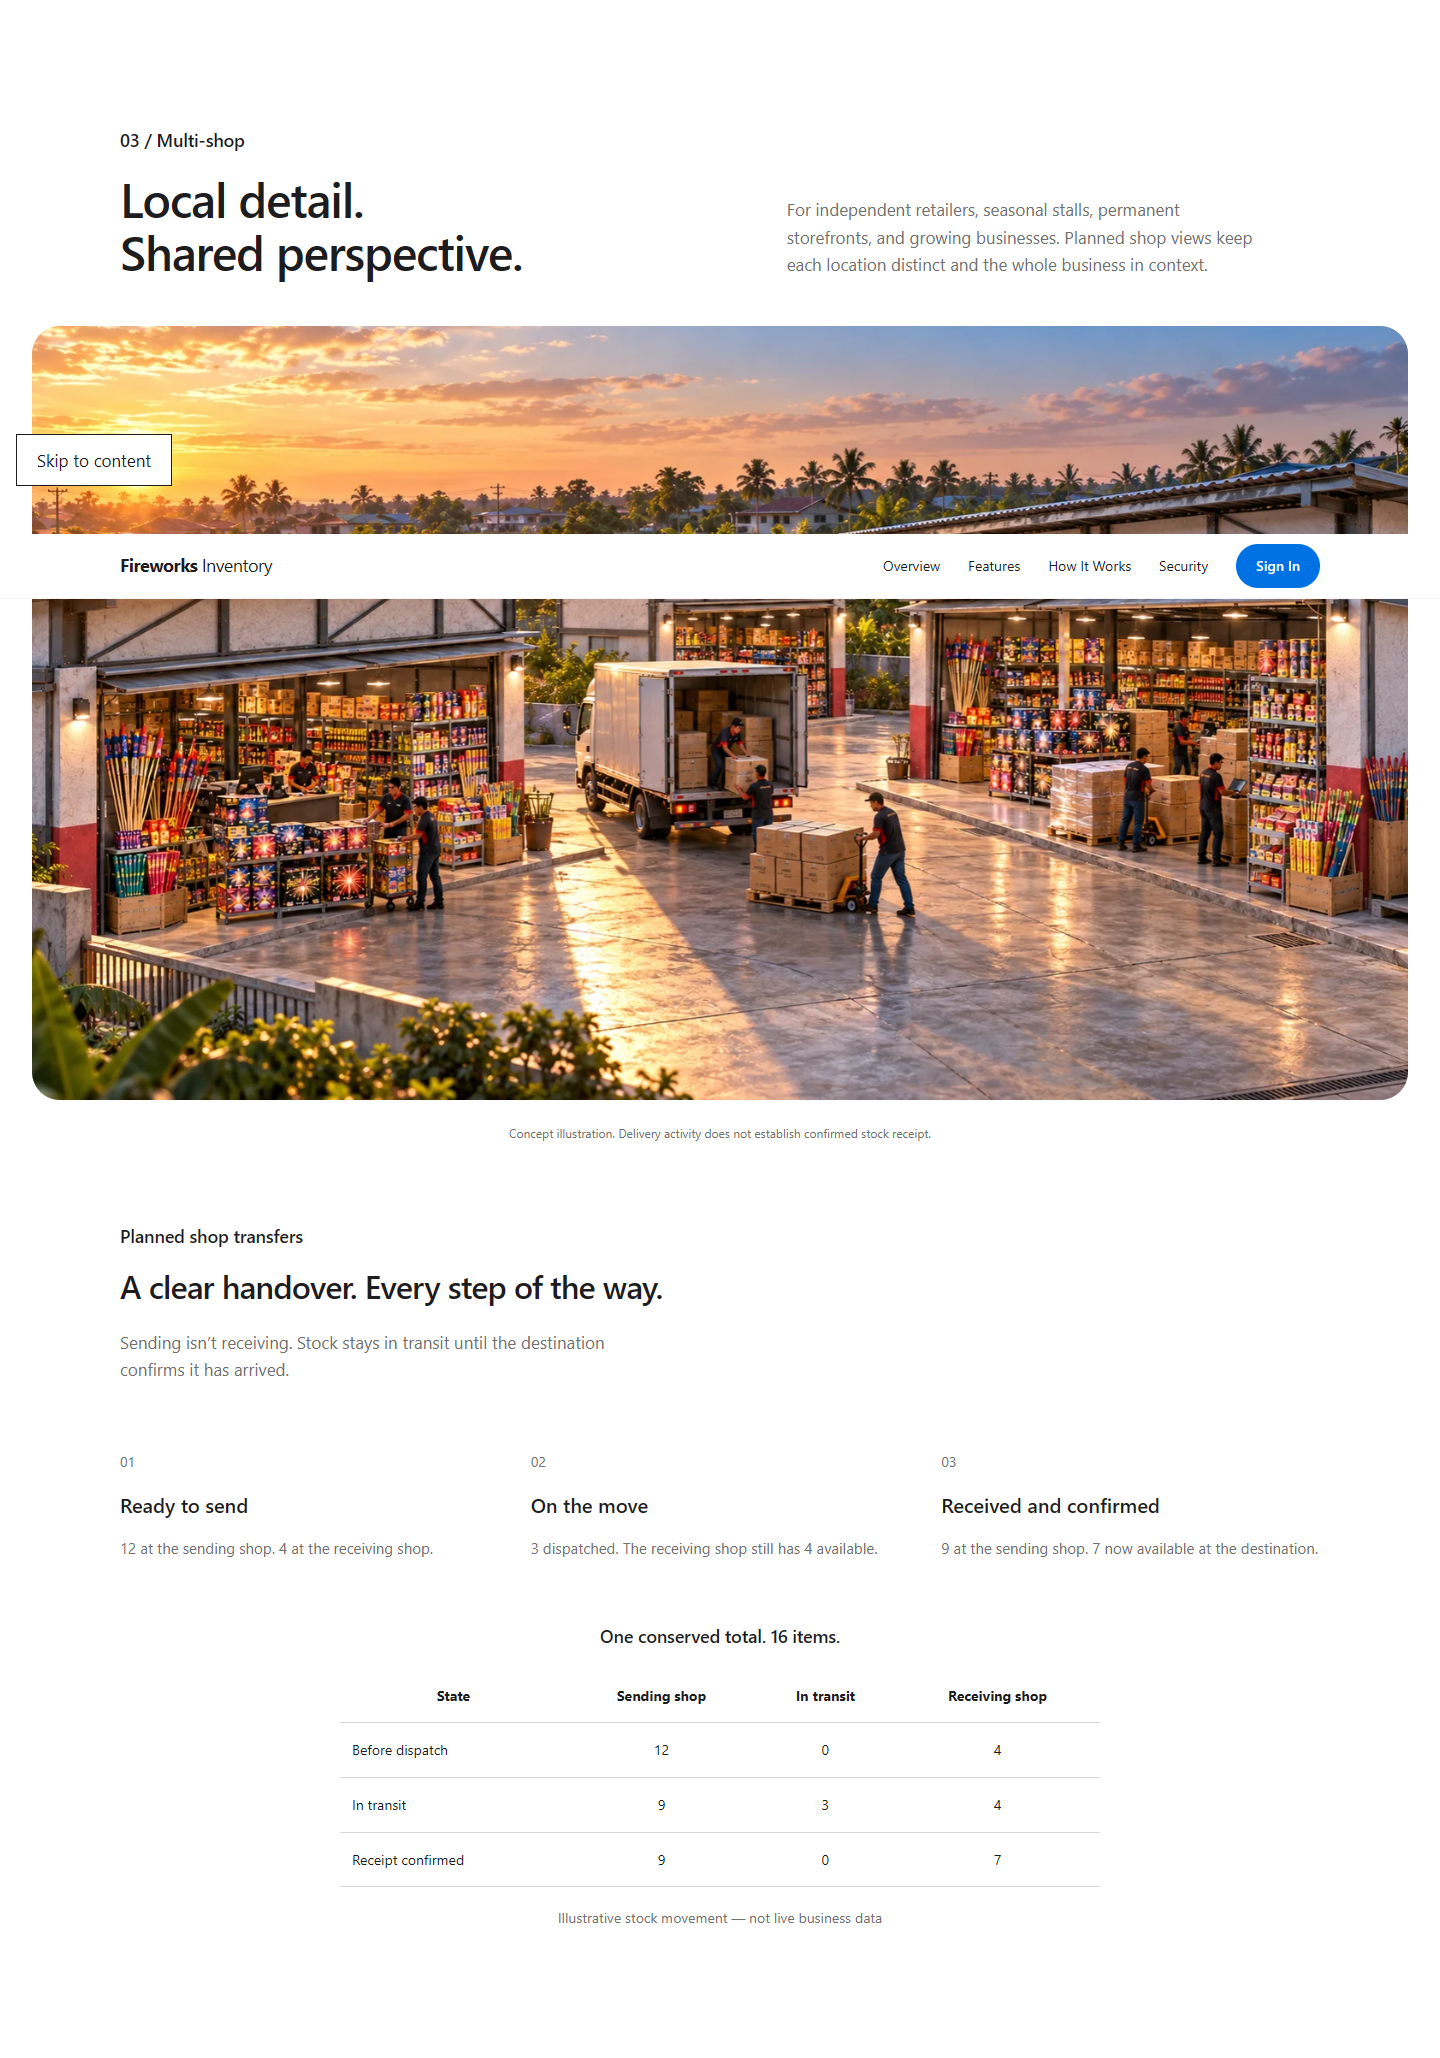 03 / Multi-shop
Local detail.
Shared perspective.
For independent retailers, seasonal stalls, permanent
storefronts, and growing businesses. Planned shop views keep
each location distinct and the whole business in context.
Skip to content
Fireworks Inventory
Overview Features How It Works Security Sign In
Concept illustration. Delivery activity does not establish confirmed stock receipt.
Planned shop transfers
A clear handover. Every step of the way.
Sending isn’t receiving. Stock stays in transit until the destination
confirms it has arrived.
01
Ready to send
12 at the sending shop. 4 at the receiving shop.
02
On the move
3 dispatched. The receiving shop still has 4 available.
03
Received and confirmed
9 at the sending shop. 7 now available at the destination.
One conserved total. 16 items.
State Sending shop In transit Receiving shop
Before dispatch 12 0 4
In transit 9 3 4
Receipt confirmed 9 0 7
Illustrative stock movement — not live business data